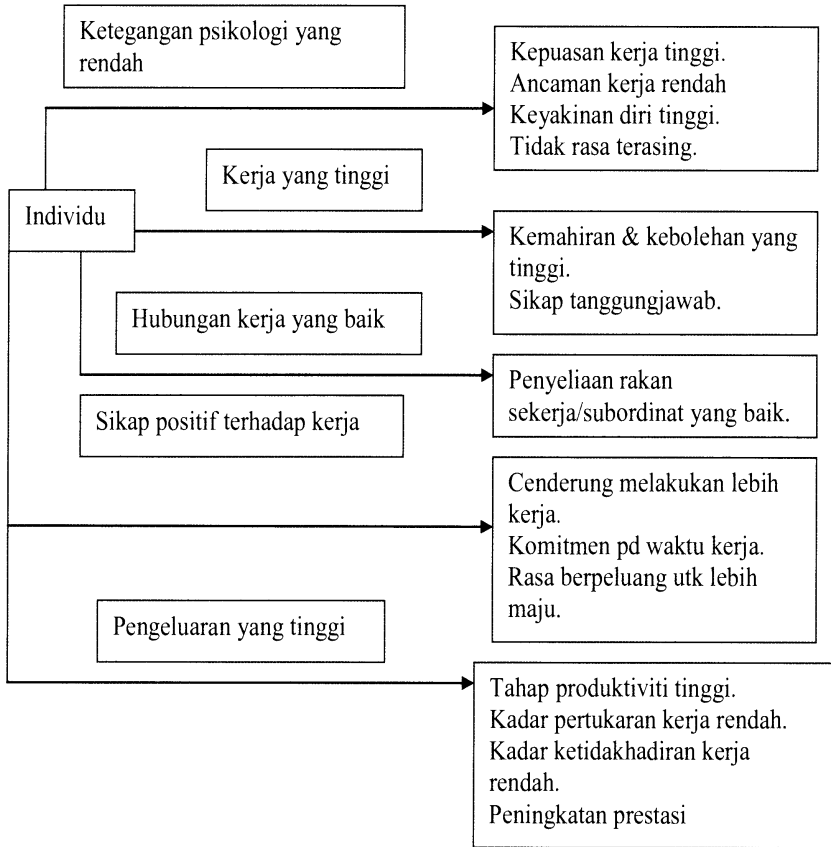 Ketegangan psikologi yang
rendah
Kepuasan kerja tinggi.
Ancaman kerja rendah
Keyakinan diri tinggi.
Tidak rasa terasing.
Kerja yang tinggi
Individu
Kemahiran & kebolehan yang
tinggi.
Sikap tanggungjawab.
Hubungan kerja yang baik
Penyeliaan rakan
sekerja/subordinat yang baik.
Sikap positif terhadap kerja
Cenderung melakukan lebih
kerja.
Komitmen pd waktu kerja.
Rasa berpeluang utk lebih
maju.
Pengeluaran yang tinggi
Tahap produktiviti tinggi.
Kadar pertukaran kerja rendah.
Kadar ketidakhadiran kerja
rendah.
Peningkatan prestasi